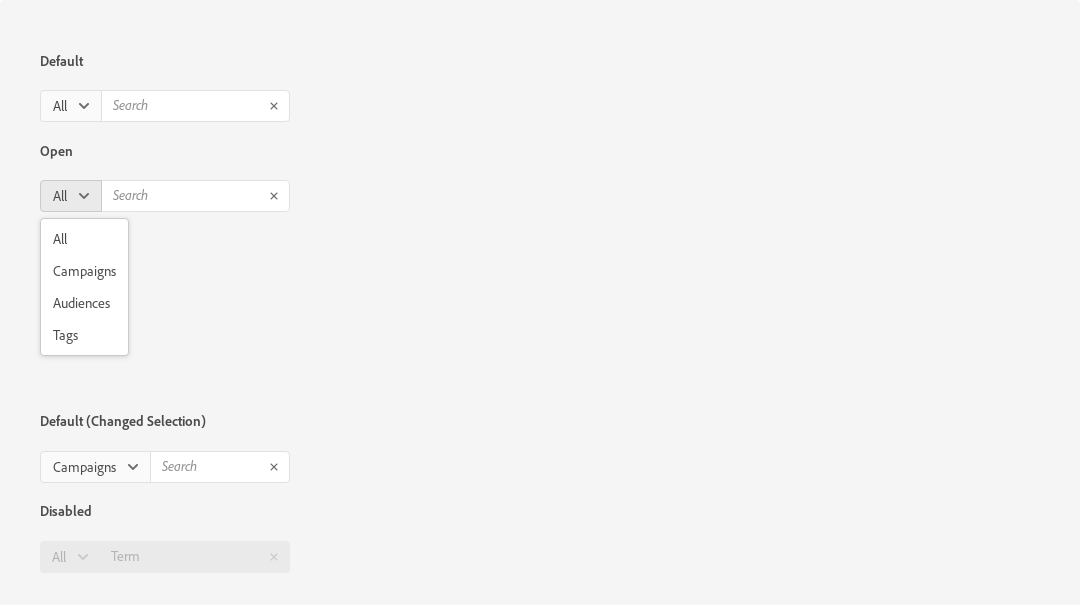 Default
All
Search
Open
All
Search
All
Campaigns
Audiences
Tags
Default (Changed Selection)
Campaigns
Search
Disabled
All
Term